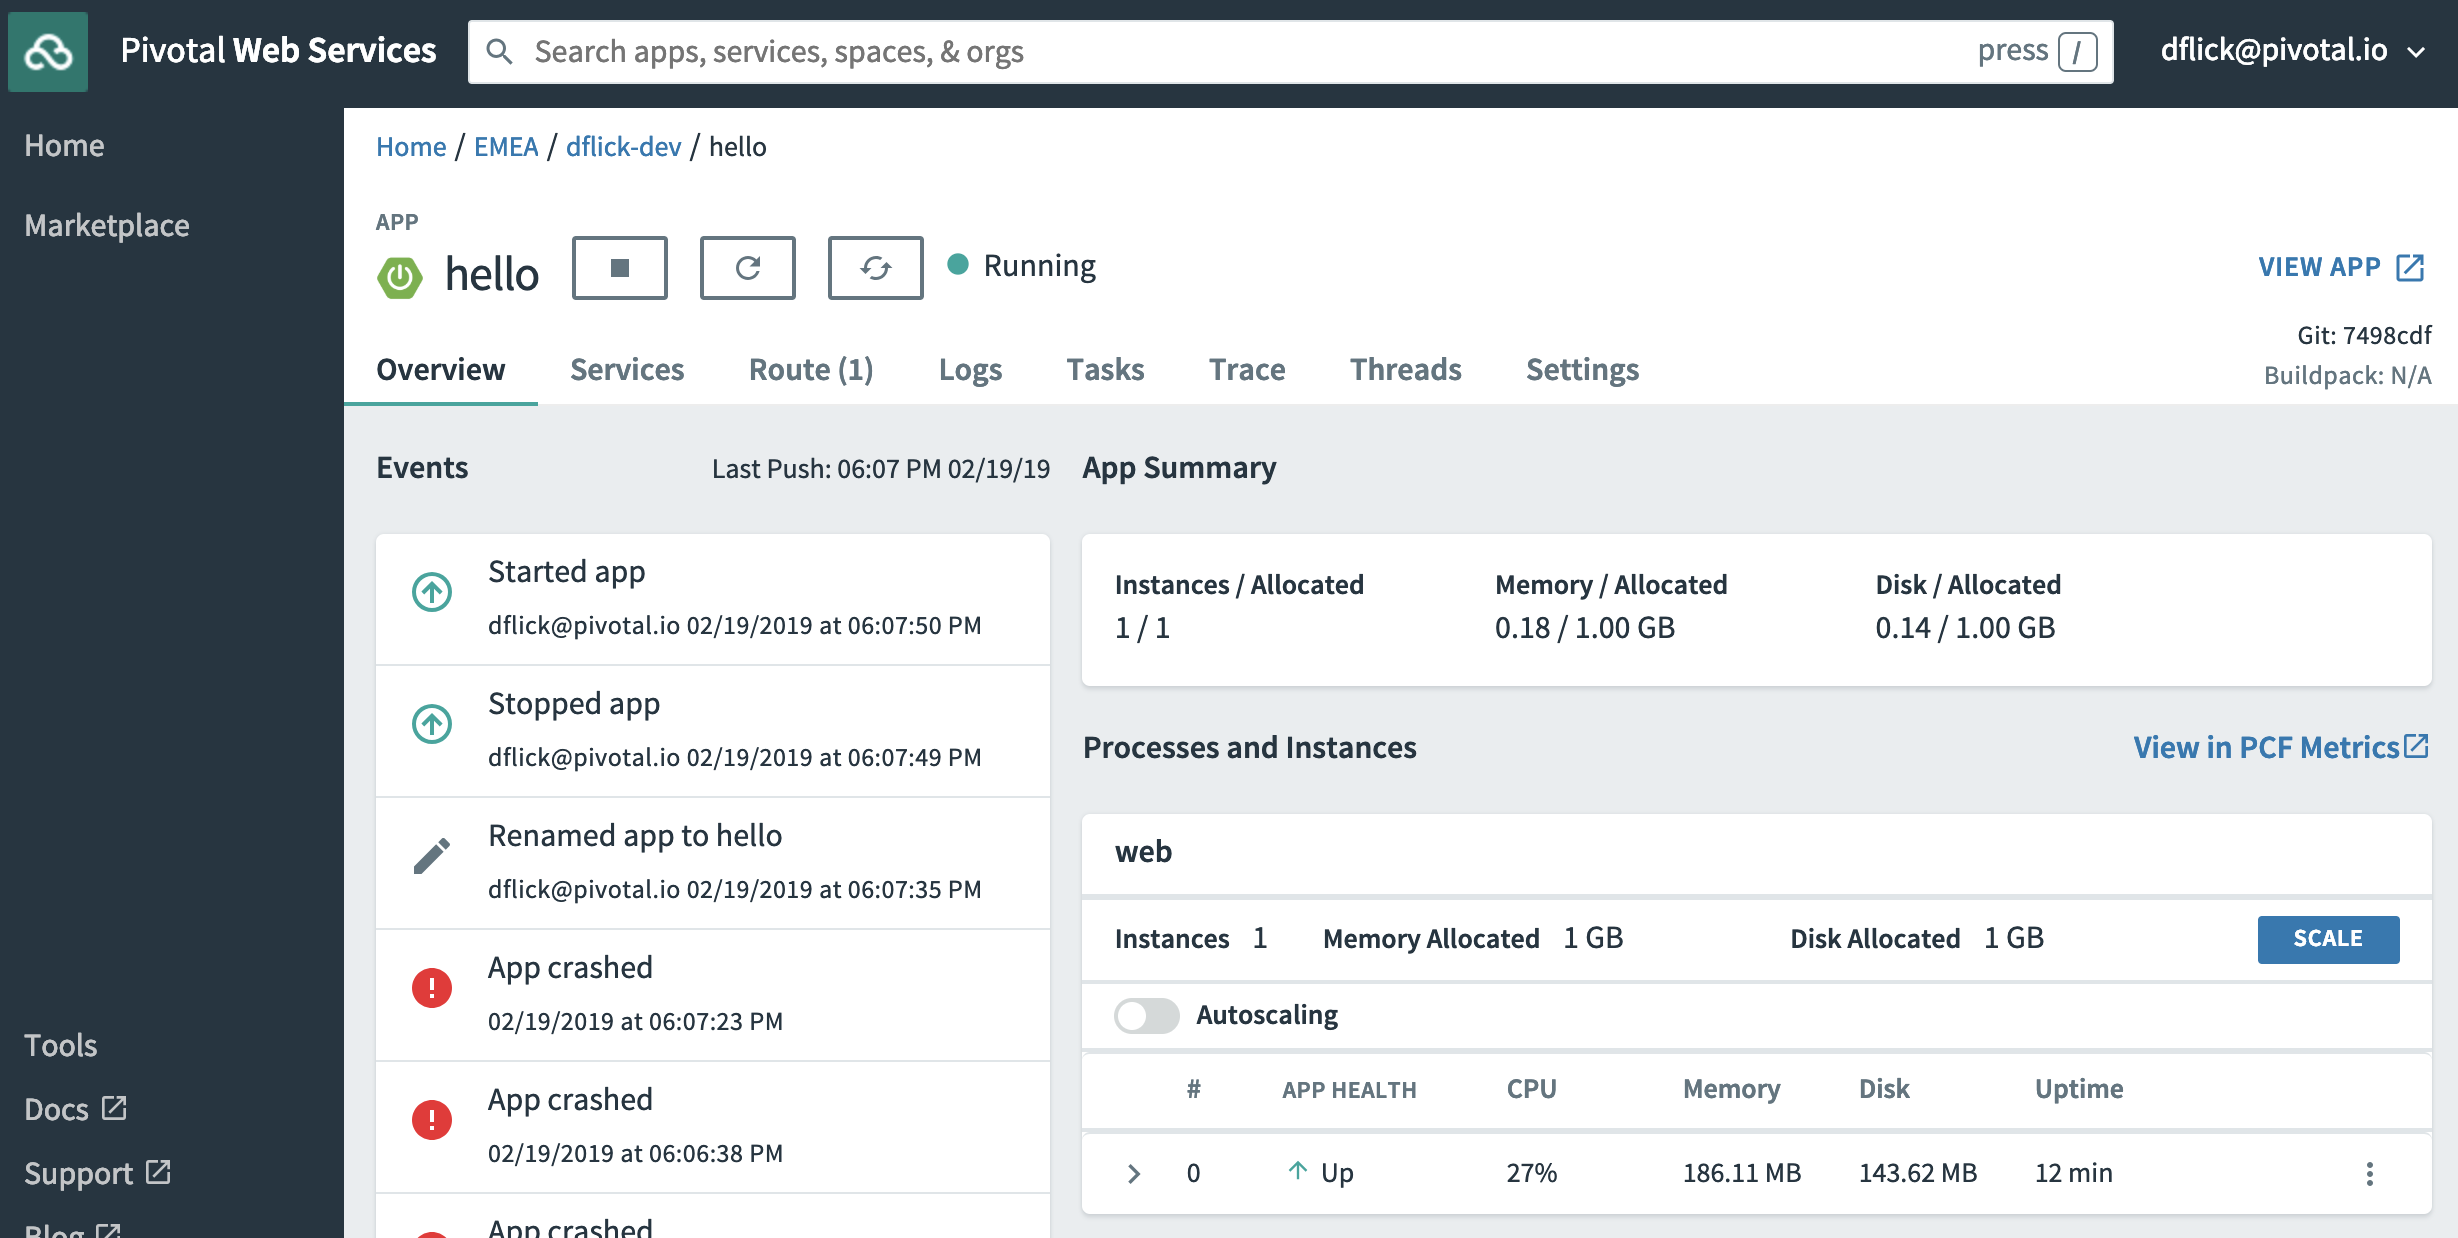 Pivotal Web Services
Search apps, services, spaces, & orgs
press /
dflick@pivotal.io
Home
Marketplace
Tools
Docs
Support
Blog
Home / EMEA / dflick-dev / hello
APP
hello
Running
VIEW APP
Git: 7498cdf
Buildpack: N/A
Overview
Services
Route (1)
Logs
Tasks
Trace
Threads
Settings
Events
Last Push: 06:07 PM 02/19/19
Started app
dflick@pivotal.io 02/19/2019 at 06:07:50 PM
Stopped app
dflick@pivotal.io 02/19/2019 at 06:07:49 PM
Renamed app to hello
dflick@pivotal.io 02/19/2019 at 06:07:35 PM
App crashed
02/19/2019 at 06:07:23 PM
App crashed
02/19/2019 at 06:06:38 PM
App crashed
App Summary
Instances / Allocated
1 / 1
Memory / Allocated
0.18 / 1.00 GB
Disk / Allocated
0.14 / 1.00 GB
Processes and Instances
View in PCF Metrics
web
Instances 1
Memory Allocated 1 GB
Disk Allocated 1 GB
SCALE
Autoscaling
# APP HEALTH CPU Memory Disk Uptime
0 Up 27% 186.11 MB 143.62 MB 12 min